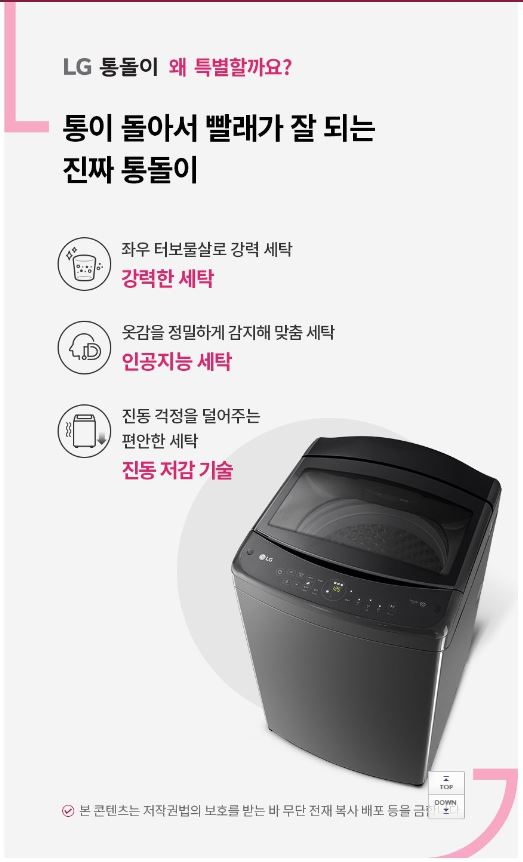 LG 통돌이 왜 특별할까요?
통이 돌아서 빨래가 잘 되는
진짜 통돌이
좌우 터보물살로 강력 세탁
강력한 세탁
옷감을 정밀하게 감지해 맞춤 세탁
인공지능 세탁
진동 걱정을 덜어주는
편안한 세탁
진동 저감 기술
LG
TOP
본 콘텐츠는 저작권법의 보호를 받는 바 무단 전재 복사 배포 등을 금
DOWN